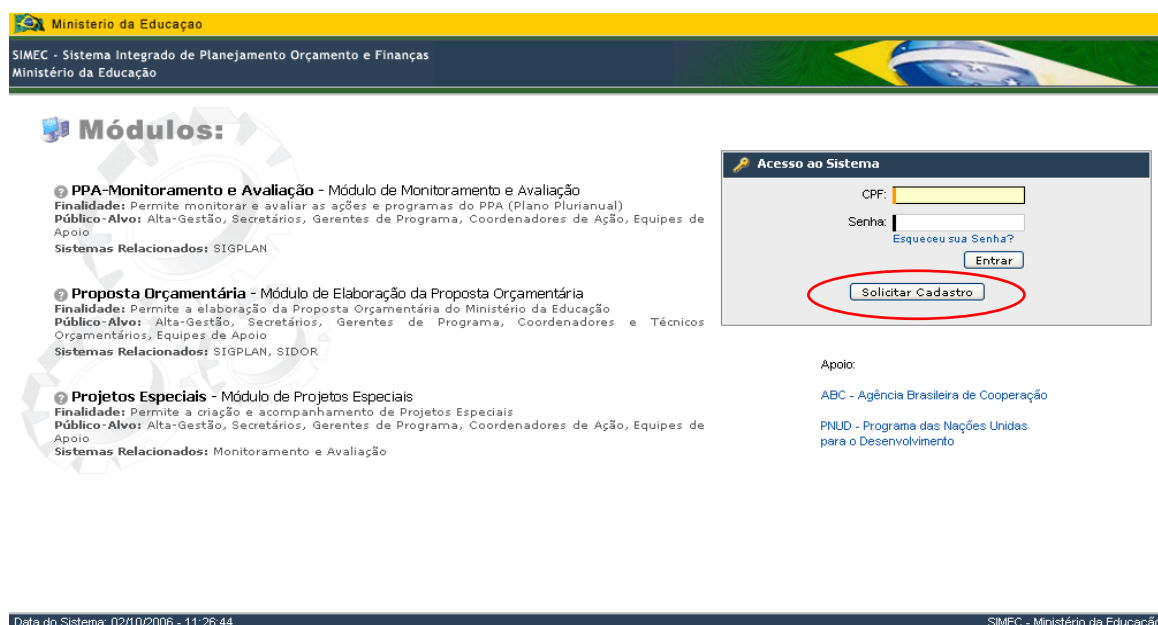 Ministerio da Educaçao
SIMEC - Sistema Integrado de Planejamento Orçamento e Finanças
Ministério da Educação
Módulos:
PPA-Monitoramento e Avaliação - Módulo de Monitoramento e Avaliação
Finalidade: Permite monitorar e avaliar as ações e programas do PPA (Plano Plurianual)
Público-Alvo: Alta-Gestão, Secretários, Gerentes de Programa, Coordenadores de Ação, Equipes de
Apoio
Sistemas Relacionados: SIGPLAN
Proposta Orçamentária - Módulo de Elaboração da Proposta Orçamentária
Finalidade: Permite a elaboração da Proposta Orçamentária do Ministério da Educação
Público-Alvo: Alta-Gestão, Secretários, Gerentes de Programa, Coordenadores e Técnicos
Orçamentários, Equipes de Apoio
Sistemas Relacionados: SIGPLAN, SIDOR
Projetos Especiais - Módulo de Projetos Especiais
Finalidade: Permite a criação e acompanhamento de Projetos Especiais
Público-Alvo: Alta-Gestão, Secretários, Gerentes de Programa, Coordenadores de Ação, Equipes de
Apoio
Sistemas Relacionados: Monitoramento e Avaliação
Acesso ao Sistema
CPF:
Senha:
Esqueceu sua Senha?
Entrar
Solicitar Cadastro
Apoio:
ABC - Agência Brasileira de Cooperação
PNUD - Programa das Nações Unidas
para o Desenvolvimento
Data do Sistema: 02/10/2006 - 11:26:44
SIMEC - Ministério da Educação